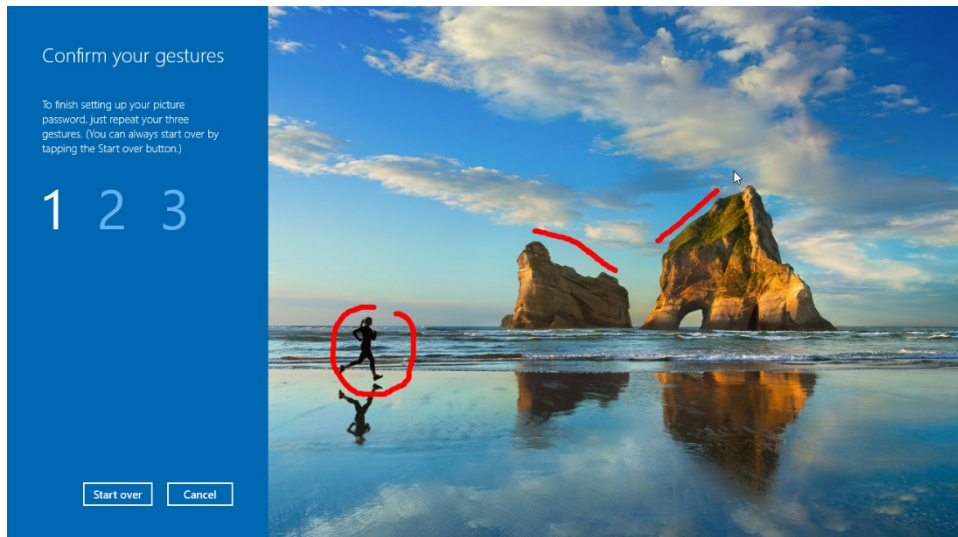 Confirm your gestures
To finish setting up your picture
password, just repeat your three
gestures. (You can always start over by
tapping the Start over button.)
1 2 3
Start over Cancel